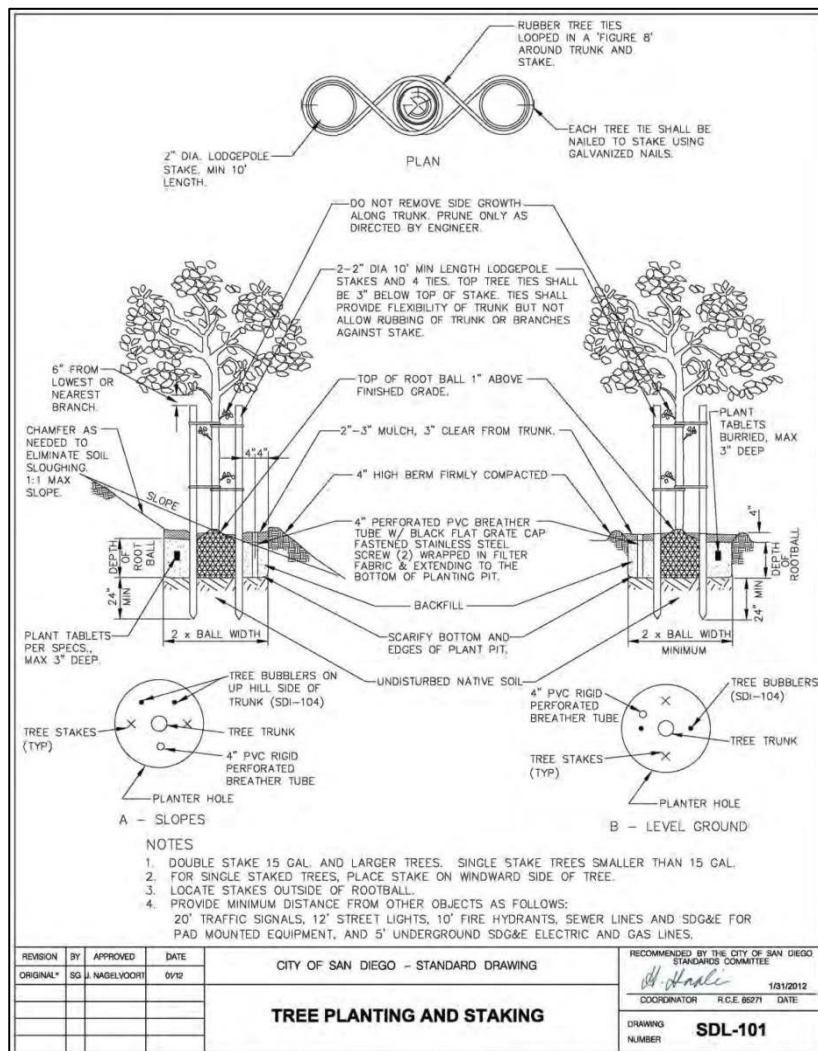 RUBBER TREE TIES
LOOPED IN A 'FIGURE 8'
AROUND TRUNK AND
STAKE.
2" DIA. LODGEPOLE
STAKE, MIN 10'
LENGTH.
EACH TREE TIE SHALL BE
NAILED TO STAKE USING
GALVANIZED NAILS.
PLAN
DO NOT REMOVE SIDE GROWTH
ALONG TRUNK. PRUNE ONLY AS
DIRECTED BY ENGINEER.
2-2" DIA 10' MIN LENGTH LODGEPOLE
STAKES AND 4 TIES. TOP TREE TIES SHALL
BE 3" BELOW TOP OF STAKE. TIES SHALL
PROVIDE FLEXIBILITY OF TRUNK BUT NOT
ALLOW RUBBING OF TRUNK OR BRANCHES
AGAINST STAKE.
6" FROM
LOWEST OR
NEAREST
BRANCH.
TOP OF ROOT BALL 1" ABOVE
FINISHED GRADE.
PLANT
TABLETS
BURRIED, MAX
3" DEEP
CHAMFER AS
NEEDED TO
ELIMINATE SOIL
SLOUGHING.
1:1 MAX
SLOPE.
SLOPE
4" 4"
2"-3" MULCH, 3" CLEAR FROM TRUNK.
4" HIGH BERM FIRMLY COMPACTED
4" PERFORATED PVC BREATHER
TUBE W/ BLACK FLAT GRATE CAP
FASTENED STAINLESS STEEL
SCREW (2) WRAPPED IN FILTER
FABRIC & EXTENDING TO THE
BOTTOM OF PLANTING PIT.
4"
DEPTH
OF
ROOT
BALL
24"
MIN
DEPTH
OF
ROOTBALL
24" MIN
BACKFILL
PLANT TABLETS
PER SPECS.,
MAX 3" DEEP.
2 x BALL WIDTH
SCARIFY BOTTOM AND
EDGES OF PLANT PIT.
2 x BALL WIDTH
MINIMUM
UNDISTURBED NATIVE SOIL
TREE BUBBLERS ON
UP HILL SIDE OF
TRUNK (SDI-104)
TREE STAKES
(TYP)
TREE TRUNK
4" PVC RIGID
PERFORATED
BREATHER TUBE
PLANTER HOLE
A - SLOPES
4" PVC RIGID
PERFORATED
BREATHER TUBE
TREE BUBBLERS
(SDI-104)
TREE TRUNK
TREE STAKES
(TYP)
PLANTER HOLE
B - LEVEL GROUND
NOTES
1. DOUBLE STAKE 15 GAL. AND LARGER TREES. SINGLE STAKE TREES SMALLER THAN 15 GAL.
2. FOR SINGLE STAKED TREES, PLACE STAKE ON WINDWARD SIDE OF TREE.
3. LOCATE STAKES OUTSIDE OF ROOTBALL.
4. PROVIDE MINIMUM DISTANCE FROM OTHER OBJECTS AS FOLLOWS:
20' TRAFFIC SIGNALS, 12' STREET LIGHTS, 10' FIRE HYDRANTS, SEWER LINES AND SDG&E FOR
PAD MOUNTED EQUIPMENT, AND 5' UNDERGROUND SDG&E ELECTRIC AND GAS LINES.
REVISION BY APPROVED DATE
ORIGINAL* SG J. NAGELVOORT 01/12
CITY OF SAN DIEGO - STANDARD DRAWING
TREE PLANTING AND STAKING
RECOMMENDED BY THE CITY OF SAN DIEGO
STANDARDS COMMITTEE
1/31/2012
COORDINATOR R.C.E. 65271 DATE
DRAWING
NUMBER
SDL-101